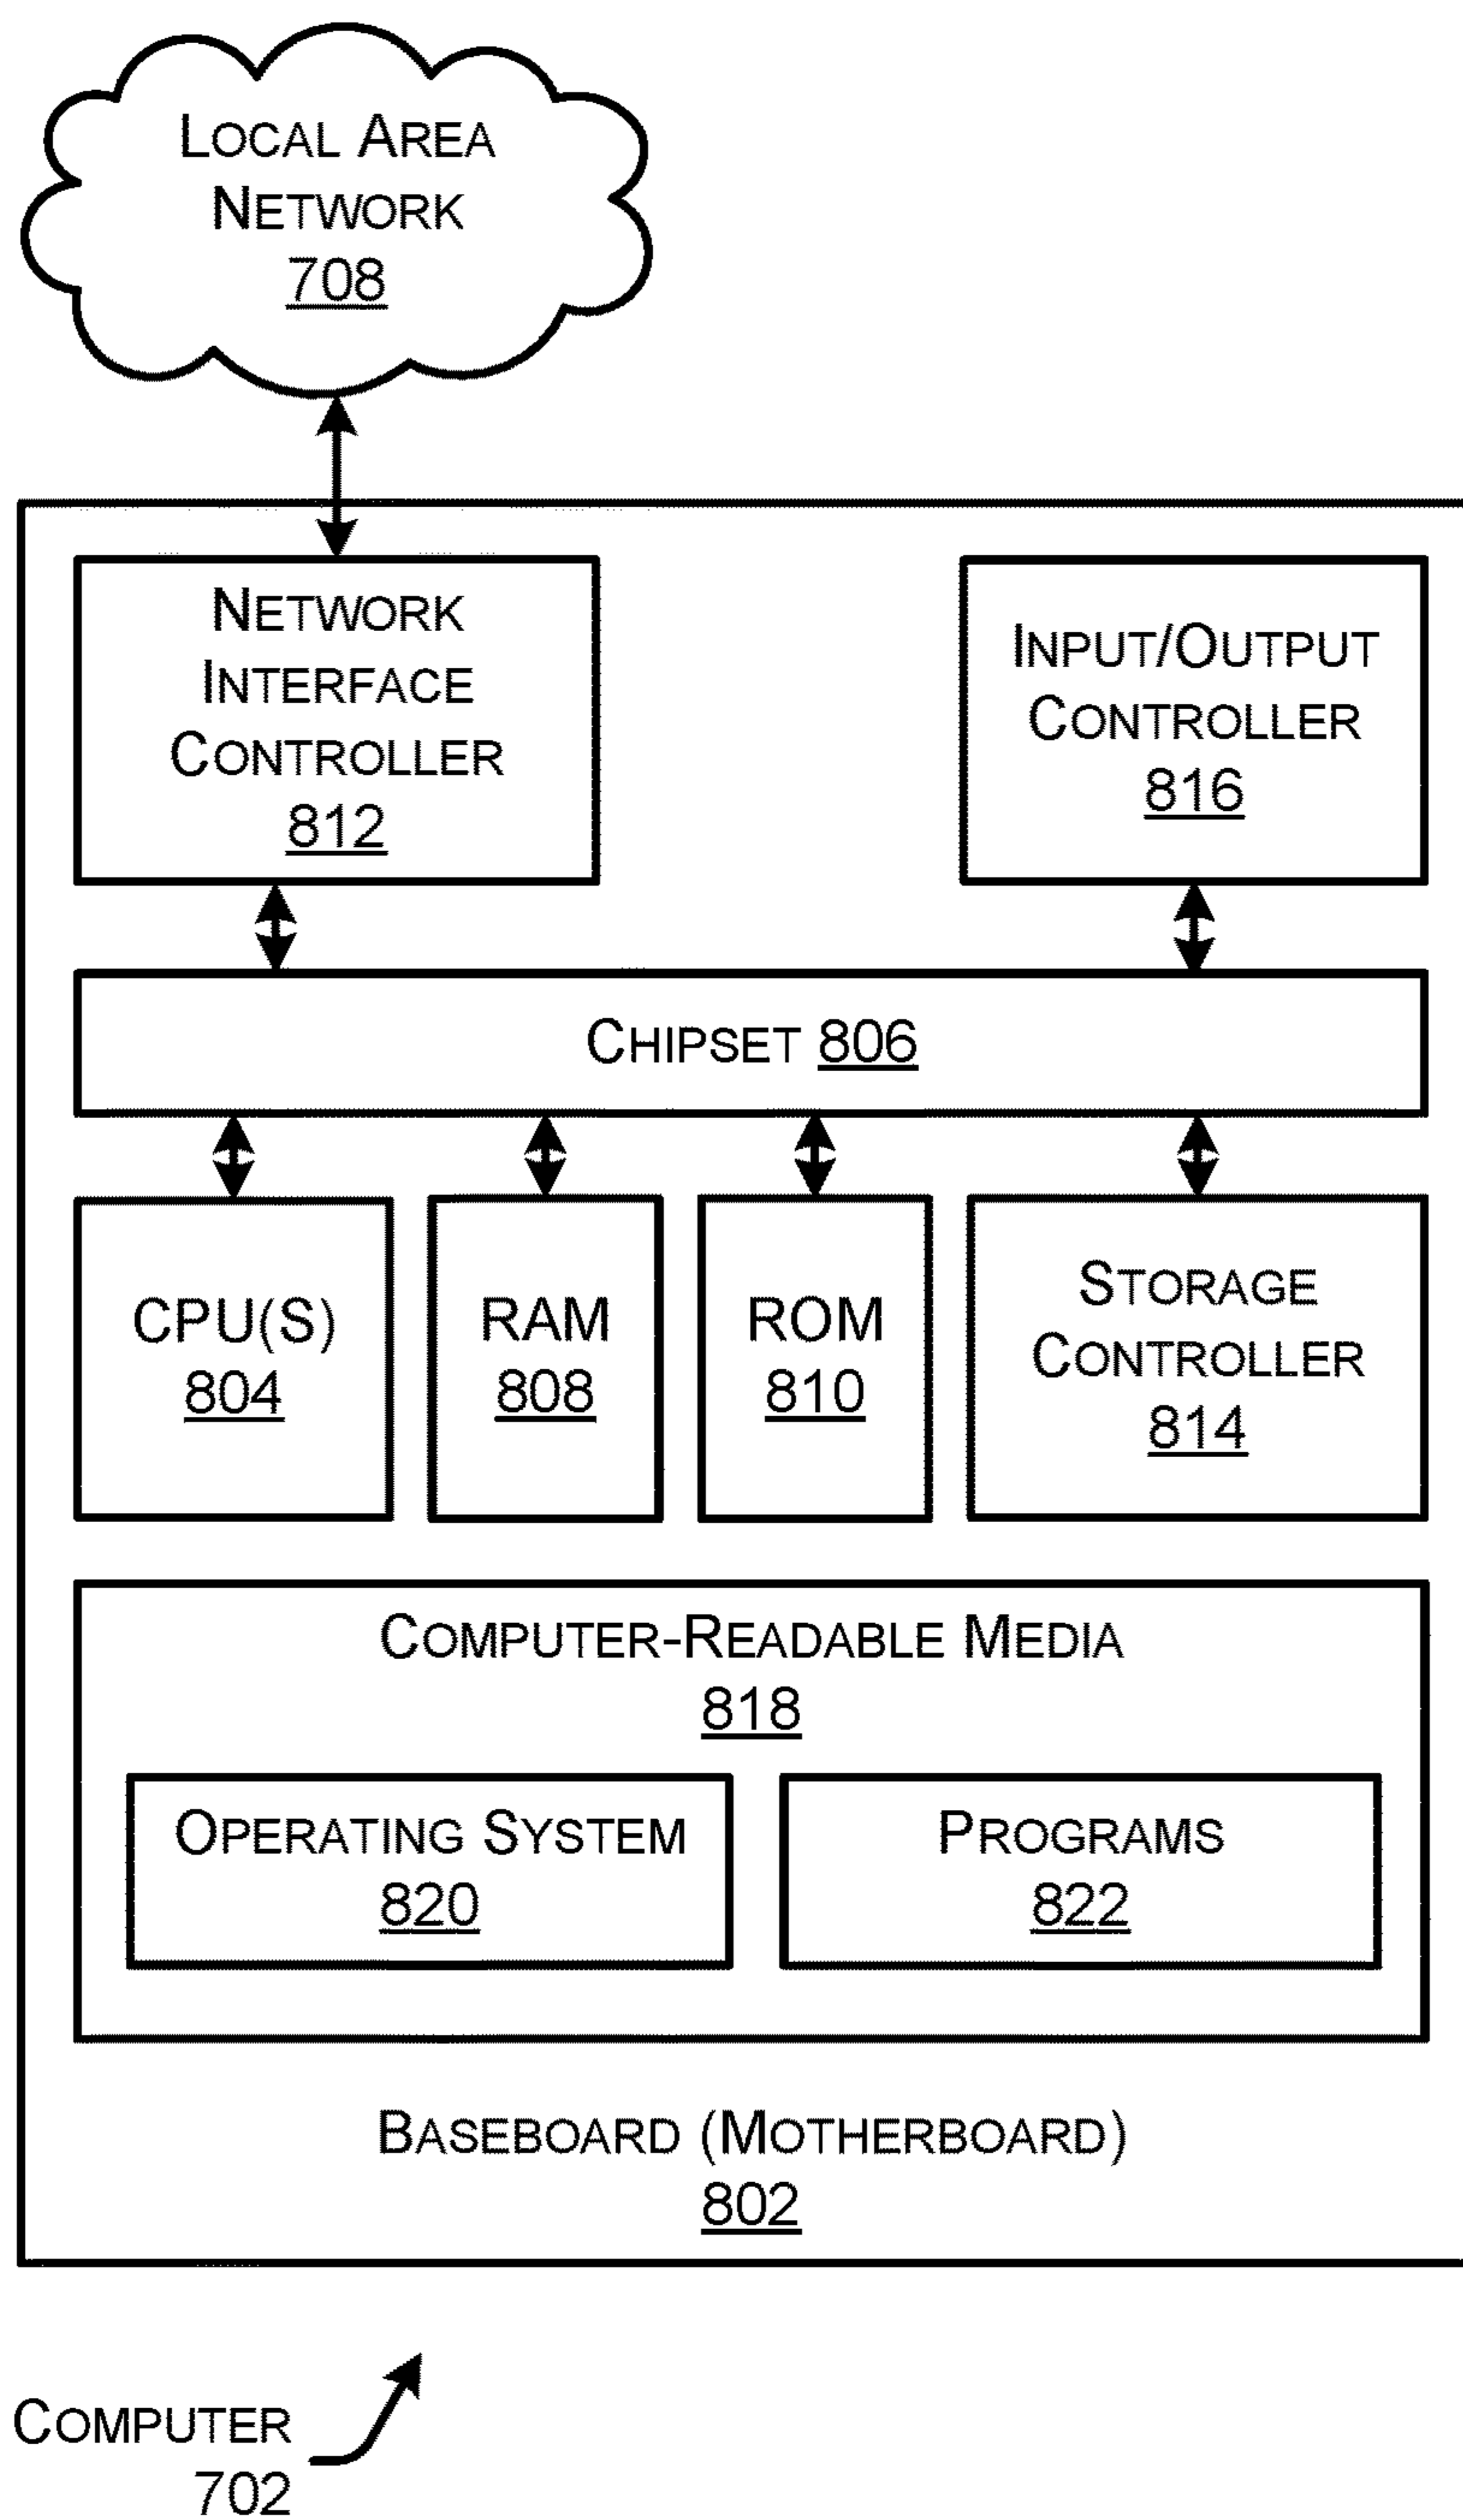 LOCAL AREA
NETWORK
708
NETWORK
INTERFACE
CONTROLLER
812
INPUT/OUTPUT
CONTROLLER
816
CHIPSET 806
CPU(S)
804
RAM
808
ROM
810
STORAGE
CONTROLLER
814
COMPUTER-READABLE MEDIA
818
OPERATING SYSTEM
820
PROGRAMS
822
BASEBOARD (MOTHERBOARD)
802
COMPUTER
702